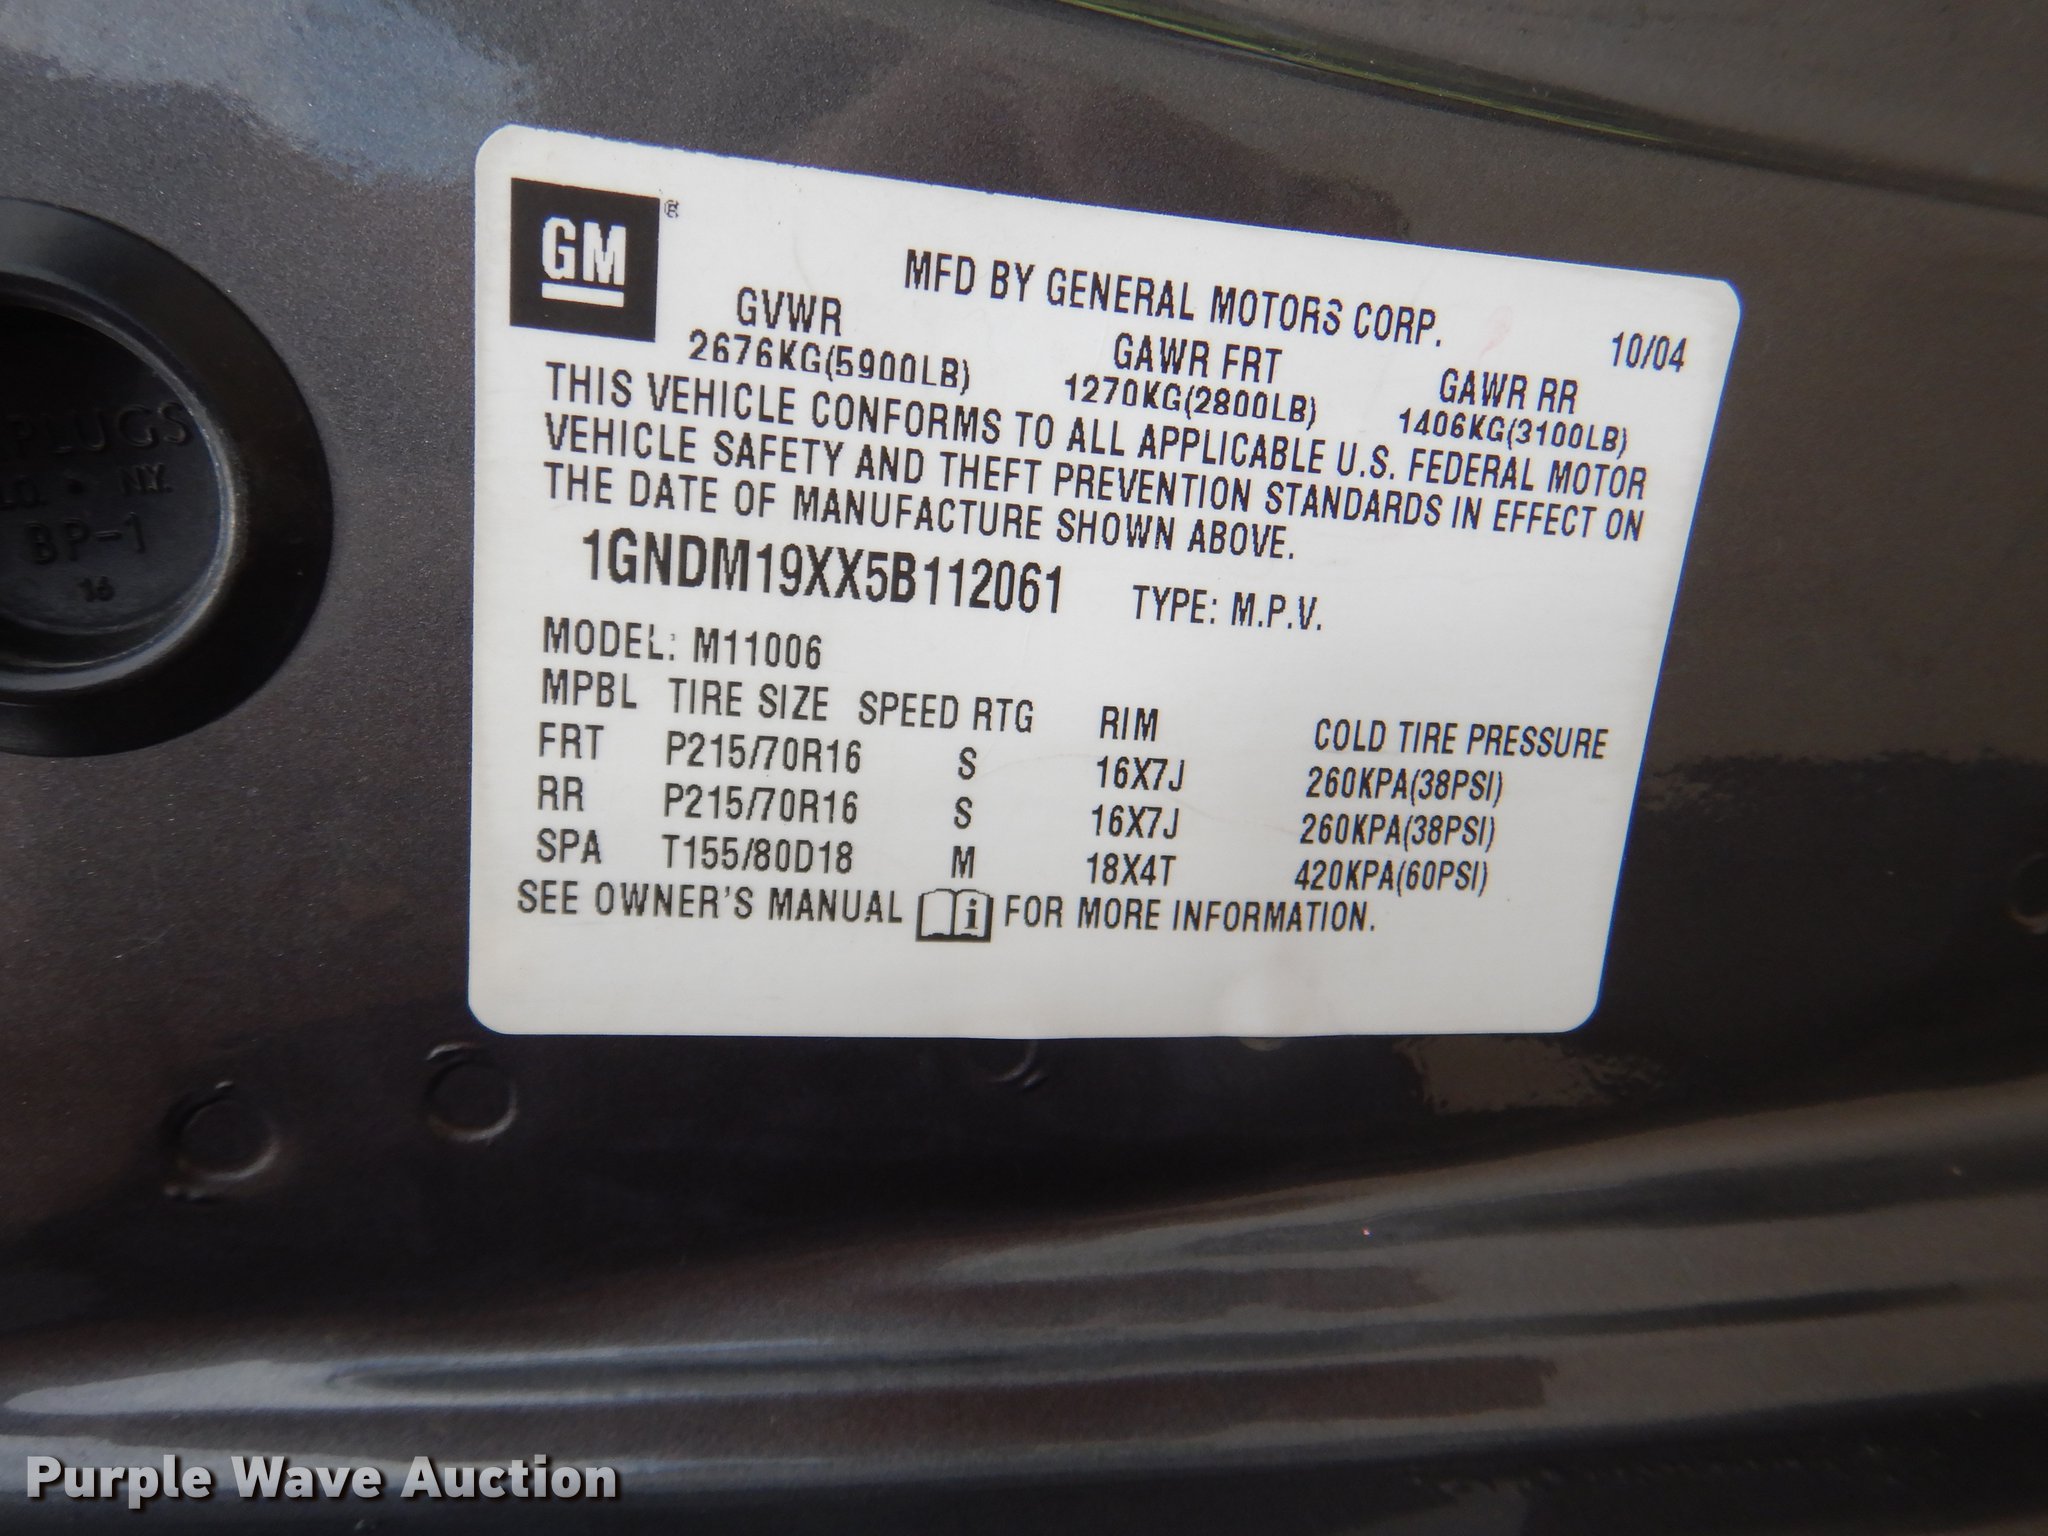 GM ®
MFD BY GENERAL MOTORS CORP. 10/04
GVWR GAWR FRT GAWR RR
2676KG(5900LB) 1270KG(2800LB) 1406KG(3100LB)
THIS VEHICLE CONFORMS TO ALL APPLICABLE U.S. FEDERAL MOTOR
VEHICLE SAFETY AND THEFT PREVENTION STANDARDS IN EFFECT ON
THE DATE OF MANUFACTURE SHOWN ABOVE.
1GNDM19XX5B112061 TYPE: M.P.V.
MODEL: M11006
MPBL TIRE SIZE SPEED RTG RIM COLD TIRE PRESSURE
FRT P215/70R16 S 16X7J 260KPA(38PSI)
RR P215/70R16 S 16X7J 260KPA(38PSI)
SPA T155/80D18 M 18X4T 420KPA(60PSI)
SEE OWNER'S MANUAL i FOR MORE INFORMATION.
PLUGS
N.Y.
BP-1
16
Purple Wave Auction